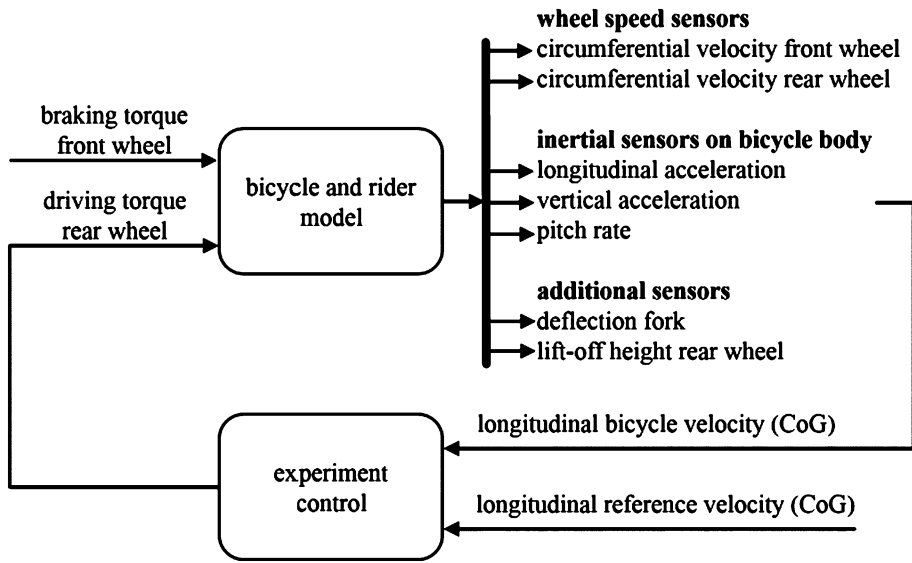 wheel speed sensors
circumferential velocity front wheel
circumferential velocity rear wheel
braking torque
front wheel
driving torque
rear wheel
bicycle and rider
model
inertial sensors on bicycle body
longitudinal acceleration
vertical acceleration
pitch rate
additional sensors
deflection fork
lift-off height rear wheel
longitudinal bicycle velocity (CoG)
experiment
control
longitudinal reference velocity (CoG)